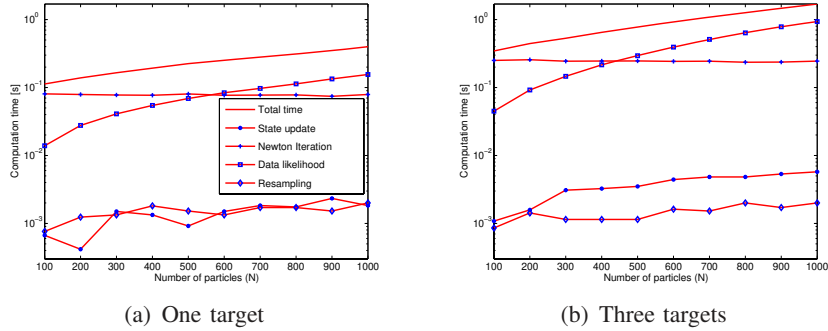 10^0
10^-1
10^-2
10^-3
Computation time [s]
Total time
State update
Newton Iteration
Data likelihood
Resampling
100 200 300 400 500 600 700 800 900 1000
Number of particles (N)
(a) One target
10^0
10^-1
10^-2
10^-3
Computation time [s]
100 200 300 400 500 600 700 800 900 1000
Number of particles (N)
(b) Three targets